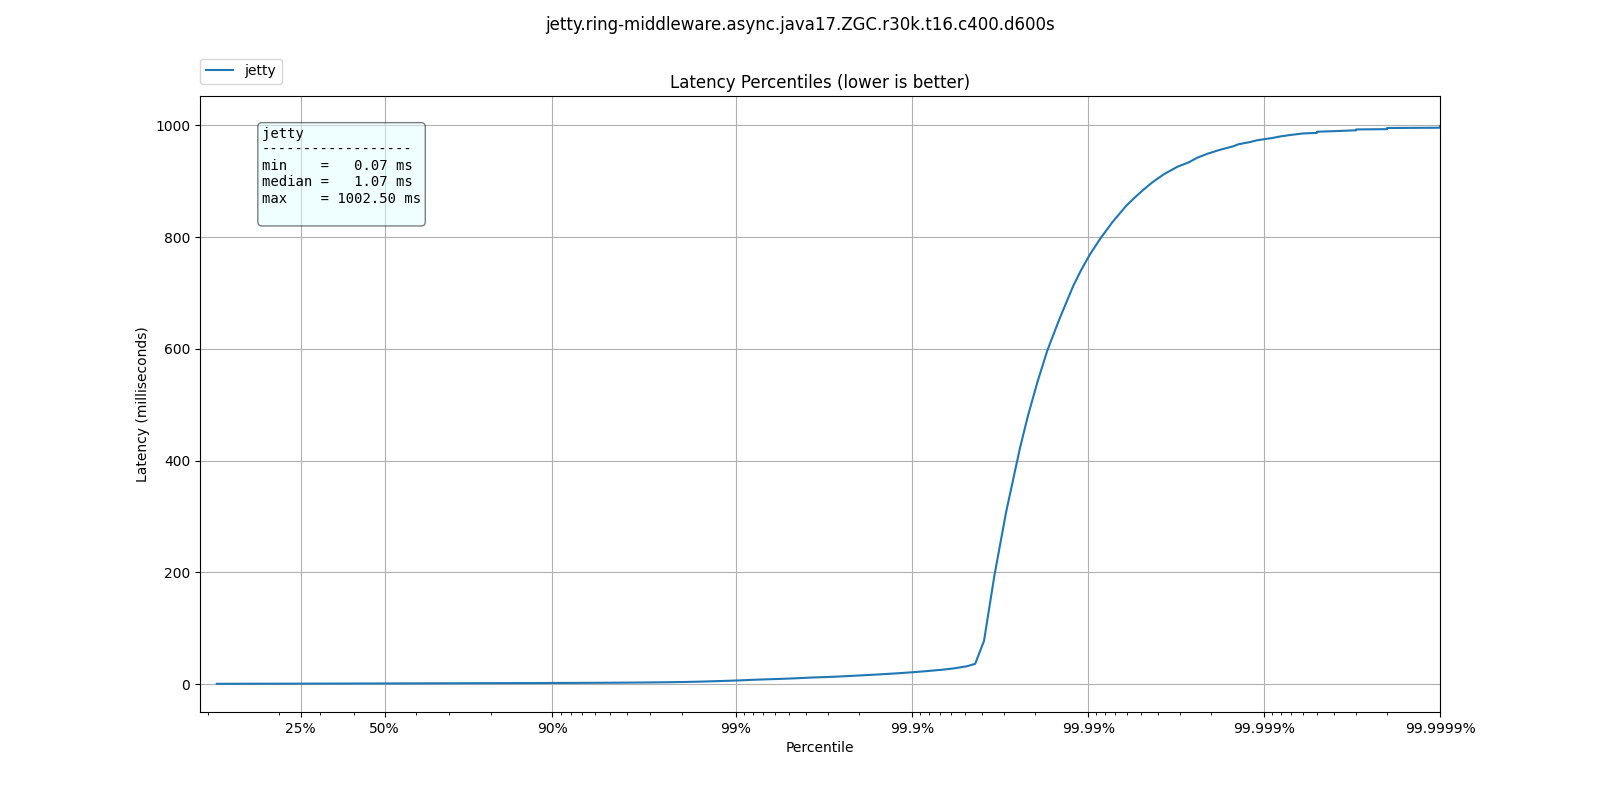 jetty.ring-middleware.async.java17.ZGC.r30k.t16.c400.d600s
jetty
Latency Percentiles (lower is better)
jetty
------------------
min    =   0.07 ms
median =   1.07 ms
max    = 1002.50 ms
1000
800
600
400
200
0
Latency (milliseconds)
25% 50% 90% 99% 99.9% 99.99% 99.999% 99.9999%
Percentile